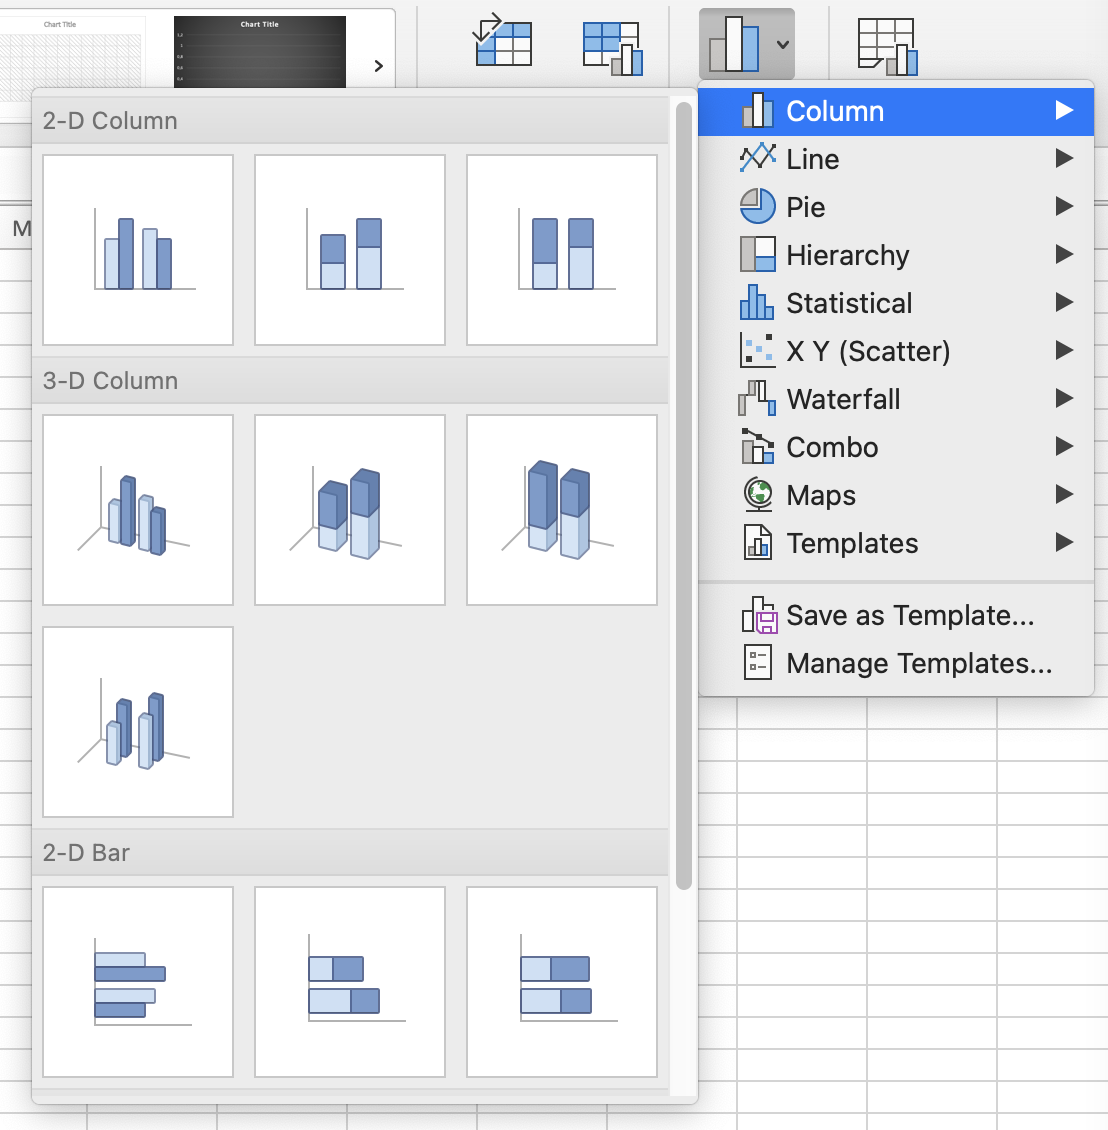 Chart Title
Chart Title
M
2-D Column
3-D Column
2-D Bar
Column
Line
Pie
Hierarchy
Statistical
X Y (Scatter)
Waterfall
Combo
Maps
Templates
Save as Template...
Manage Templates...